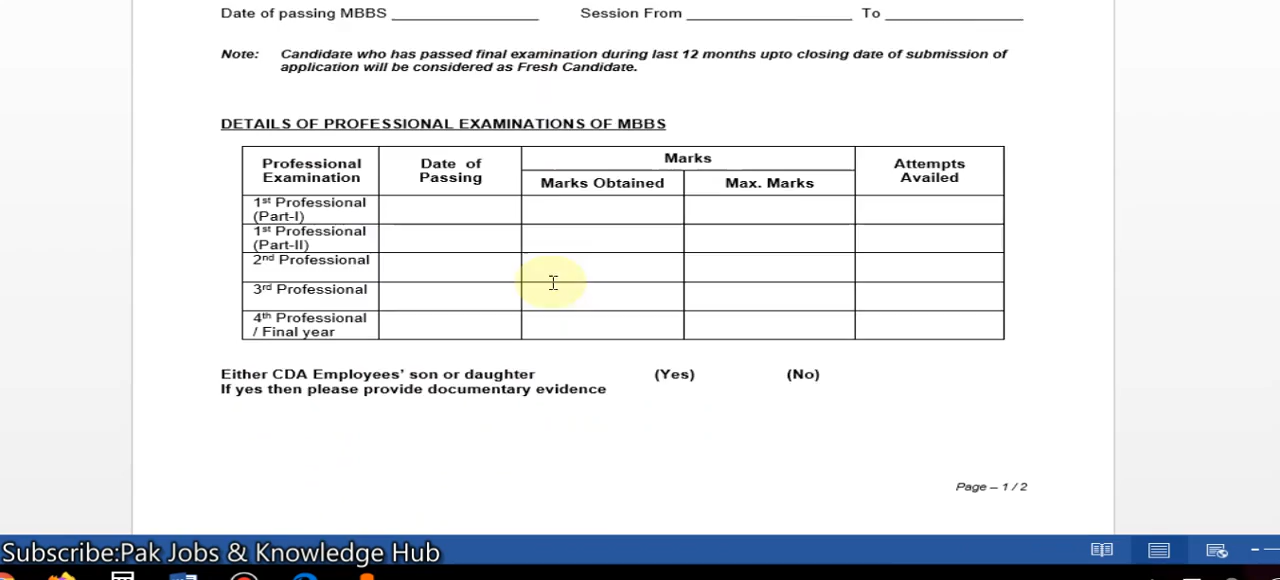 Date of passing MBBS ____________________ Session From ________________________ To ____________________
Note: Candidate who has passed final examination during last 12 months upto closing date of submission of
application will be considered as Fresh Candidate.
DETAILS OF PROFESSIONAL EXAMINATIONS OF MBBS
Professional Examination Date of Passing Marks Attempts Availed
Marks Obtained Max. Marks
1st Professional
(Part-I)
1st Professional
(Part-II)
2nd Professional
3rd Professional
4th Professional
/ Final year
Either CDA Employees' son or daughter (Yes) (No)
If yes then please provide documentary evidence
Page – 1 / 2
Subscribe:Pak Jobs & Knowledge Hub